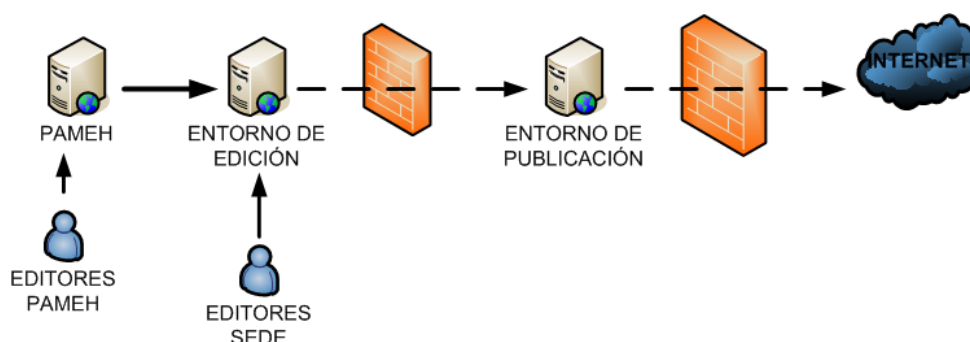 INTERNET
PAMEH
ENTORNO DE
EDICIÓN
ENTORNO DE
PUBLICACIÓN
EDITORES
PAMEH
EDITORES
SEDE